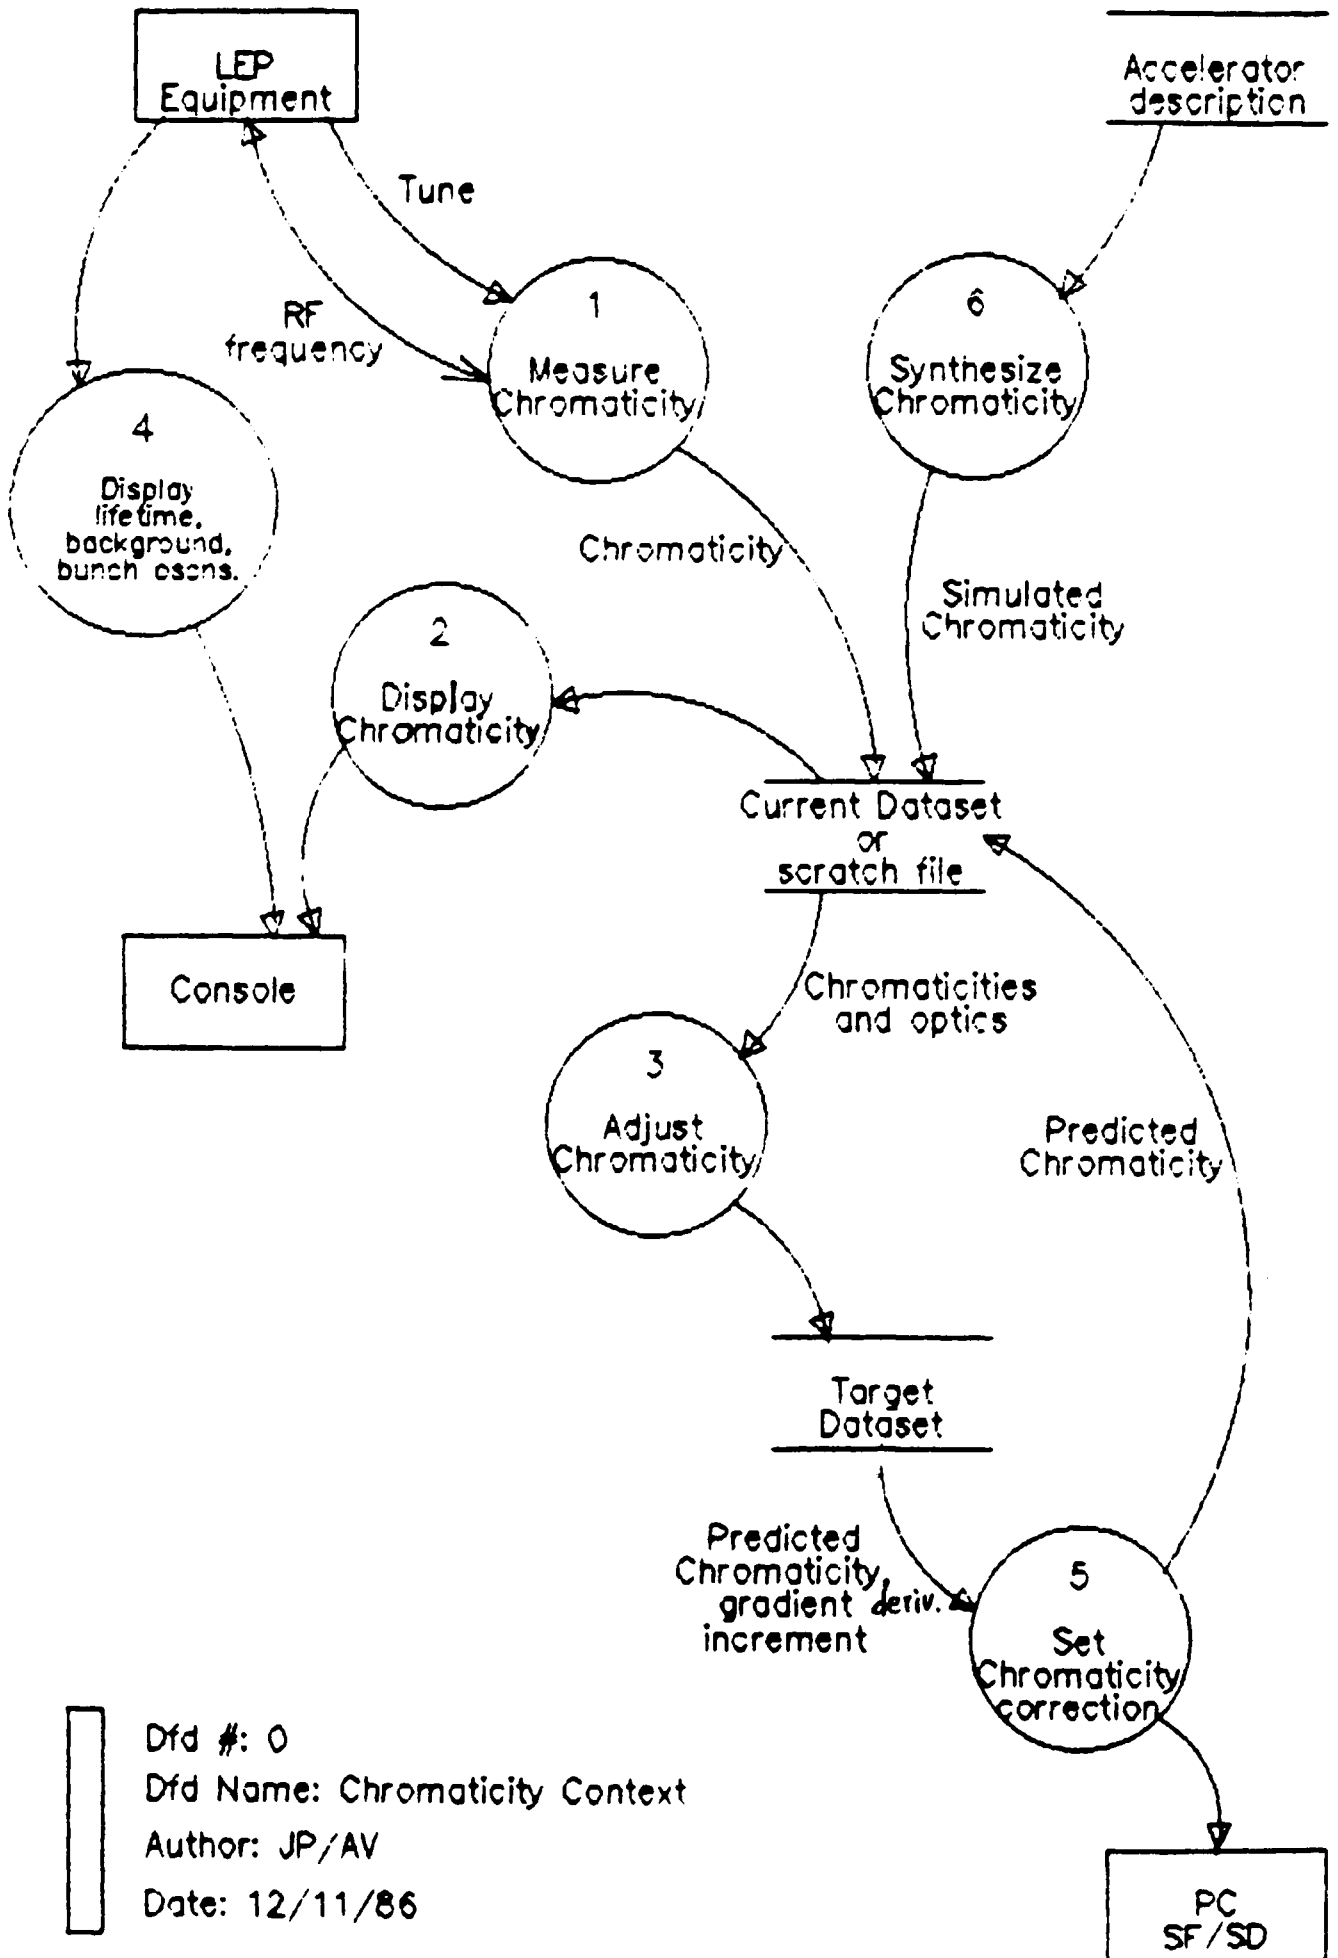 LEP
Equipment
Accelerator
description
Tune
RF
frequency
1
Measure
Chromaticity
6
Synthesize
Chromaticity
4
Display
lifetime,
background,
bunch oscns.
Chromaticity
Simulated
Chromaticity
2
Display
Chromaticity
Current Dataset
or
scratch file
Console
Chromaticities
and optics
3
Adjust
Chromaticity
Predicted
Chromaticity
Target
Dataset
Predicted
Chromaticity,
gradient deriv.
increment
5
Set
Chromaticity
correction
Dfd #: 0
Dfd Name: Chromaticity Context
Author: JP/AV
Date: 12/11/86
PC
SF/SD